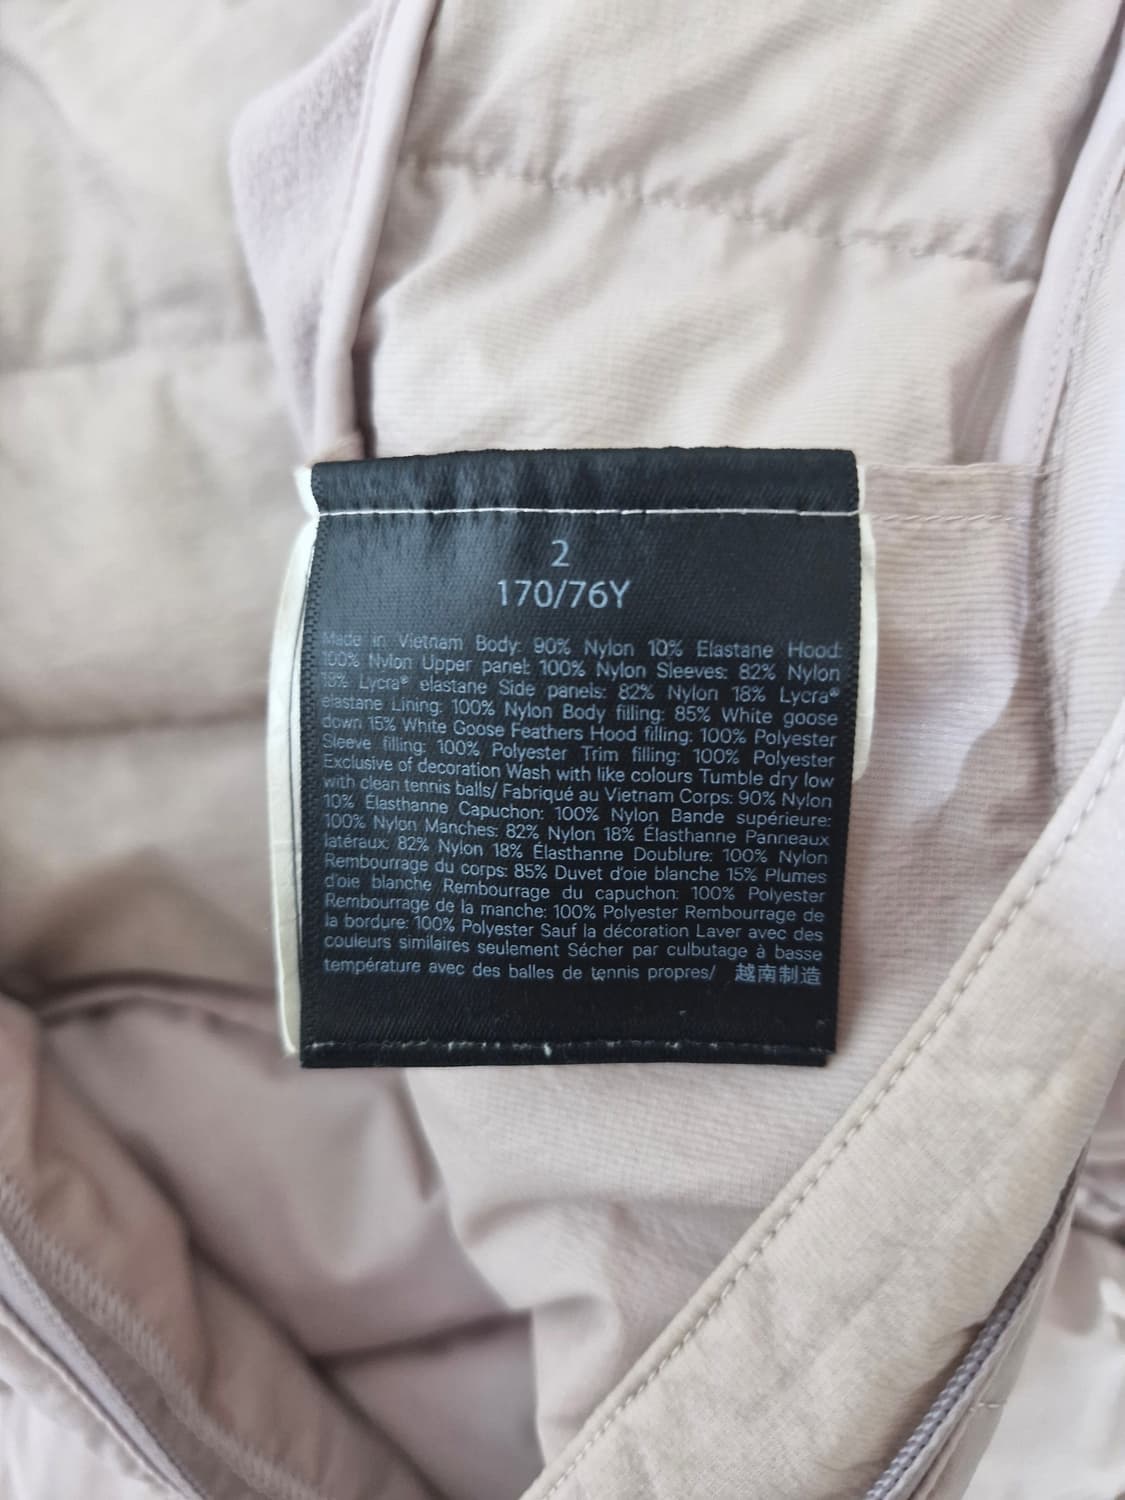 2
170/76Y
Made in Vietnam Body: 90% Nylon 10% Elastane Hood:
100% Nylon Upper panel: 100% Nylon Sleeves: 82% Nylon
18% Lycra® elastane Side panels: 82% Nylon 18% Lycra®
elastane Lining: 100% Nylon Body filling: 85% White goose
down 15% White Goose Feathers Hood filling: 100% Polyester
Sleeve filling: 100% Polyester Trim filling: 100% Polyester
Exclusive of decoration Wash with like colours Tumble dry low
with clean tennis balls/ Fabriqué au Vietnam Corps: 90% Nylon
10% Élasthanne Capuchon: 100% Nylon Bande supérieure:
100% Nylon Manches: 82% Nylon 18% Élasthanne Panneaux
latéraux: 82% Nylon 18% Élasthanne Doublure: 100% Nylon
Rembourrage du corps: 85% Duvet d'oie blanche 15% Plumes
d'oie blanche Rembourrage du capuchon: 100% Polyester
Rembourrage de la manche: 100% Polyester Rembourrage de
la bordure: 100% Polyester Sauf la décoration Laver avec des
couleurs similaires seulement Sécher par culbutage à basse
température avec des balles de tennis propres/ 越南制造